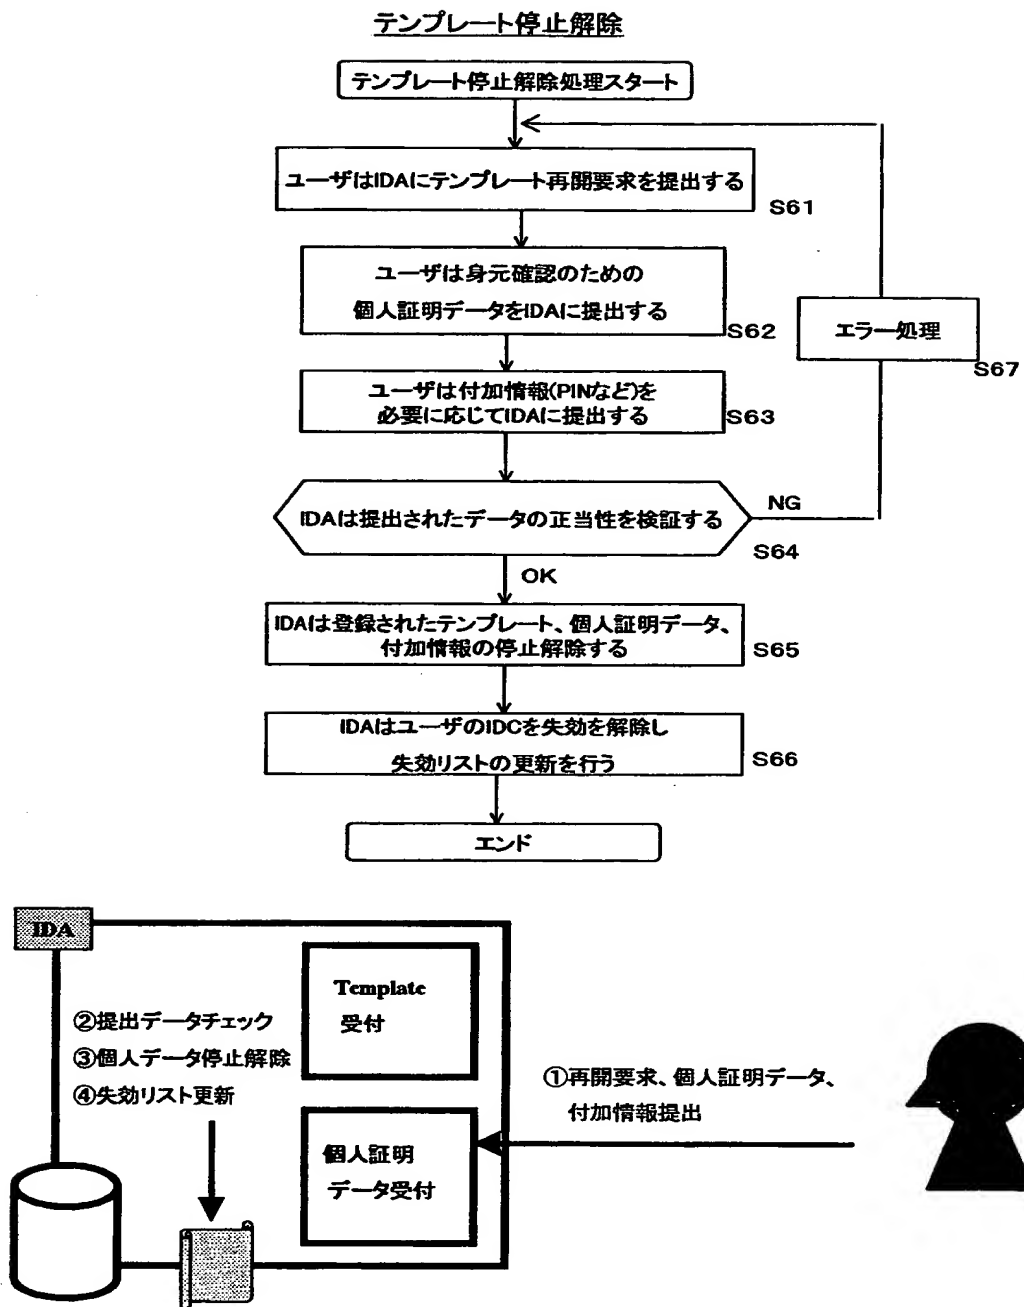 テンプレート停止解除
テンプレート停止解除処理スタート
ユーザはIDAにテンプレート再開要求を提出する
S61
ユーザは身元確認のための
個人証明データをIDAに提出する
S62
エラー処理
S67
ユーザは付加情報(PINなど)を
必要に応じてIDAに提出する
S63
IDAは提出されたデータの正当性を検証する
NG
S64
OK
IDAは登録されたテンプレート、個人証明データ、
付加情報の停止解除する
S65
IDAはユーザのIDCを失効を解除し
失効リストの更新を行う
S66
エンド
IDA
Template
受付
②提出データチェック
③個人データ停止解除
④失効リスト更新
①再開要求、個人証明データ、
付加情報提出
個人証明
データ受付